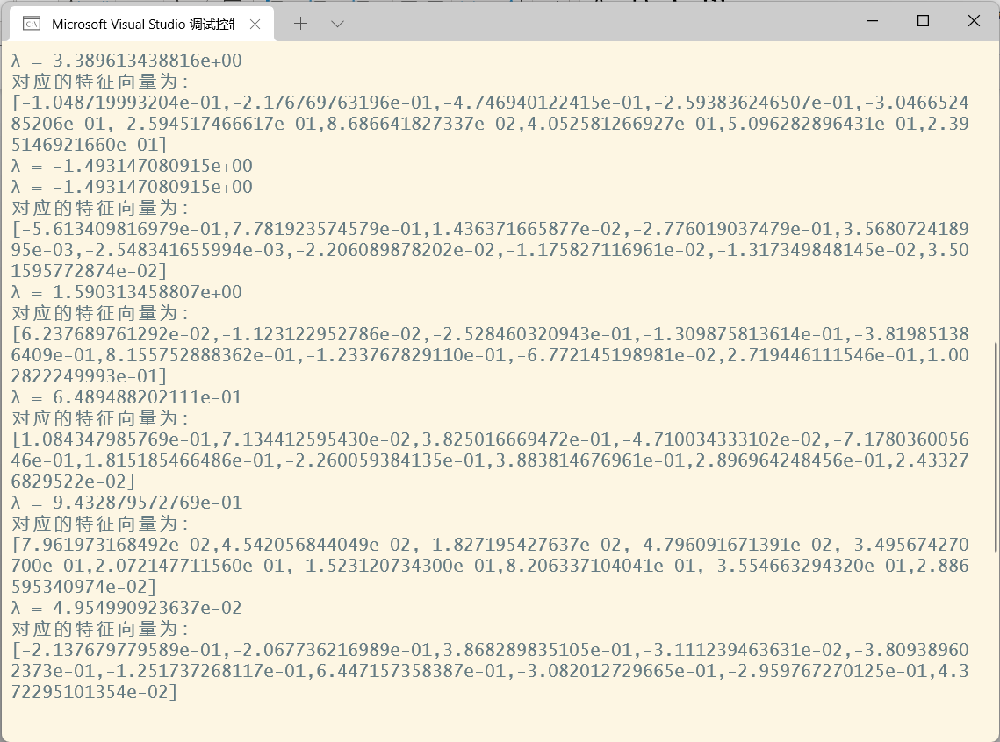 Microsoft Visual Studio 调试控制
λ = 3.389613438816e+00
对应的特征向量为:
[-1.048719993204e-01,-2.176769763196e-01,-4.746940122415e-01,-2.593836246507e-01,-3.0466524
85206e-01,-2.594517466617e-01,8.686641827337e-02,4.052581266927e-01,5.096282896431e-01,2.39
5146921660e-01]
λ = -1.493147080915e+00
λ = -1.493147080915e+00
对应的特征向量为:
[-5.613409816979e-01,7.781923574579e-01,1.436371665877e-02,-2.776019037479e-01,3.5680724189
95e-03,-2.548341655994e-03,-2.206089878202e-02,-1.175827116961e-02,-1.317349848145e-02,3.50
1595772874e-02]
λ = 1.590313458807e+00
对应的特征向量为:
[6.237689761292e-02,-1.123122952786e-02,-2.528460320943e-01,-1.309875813614e-01,-3.81985138
6409e-01,8.155752888362e-01,-1.233767829110e-01,-6.772145198981e-02,2.719446111546e-01,1.00
2822249993e-01]
λ = 6.489488202111e-01
对应的特征向量为:
[1.084347985769e-01,7.134412595430e-02,3.825016669472e-01,-4.710034333102e-02,-7.1780360056
46e-01,1.815185466486e-01,-2.260059384135e-01,3.883814676961e-01,2.896964248456e-01,2.43327
6829522e-02]
λ = 9.432879572769e-01
对应的特征向量为:
[7.961973168492e-02,4.542056844049e-02,-1.827195427637e-02,-4.796091671391e-02,-3.495674270
700e-01,2.072147711560e-01,-1.523120734300e-01,8.206337104041e-01,-3.554663294320e-01,2.886
595340974e-02]
λ = 4.954990923637e-02
对应的特征向量为:
[-2.137679779589e-01,-2.067736216989e-01,3.868289835105e-01,-3.111239463631e-02,-3.80938960
2373e-01,-1.251737268117e-01,6.447157358387e-01,-3.082012729665e-01,-2.959767270125e-01,4.3
72295101354e-02]